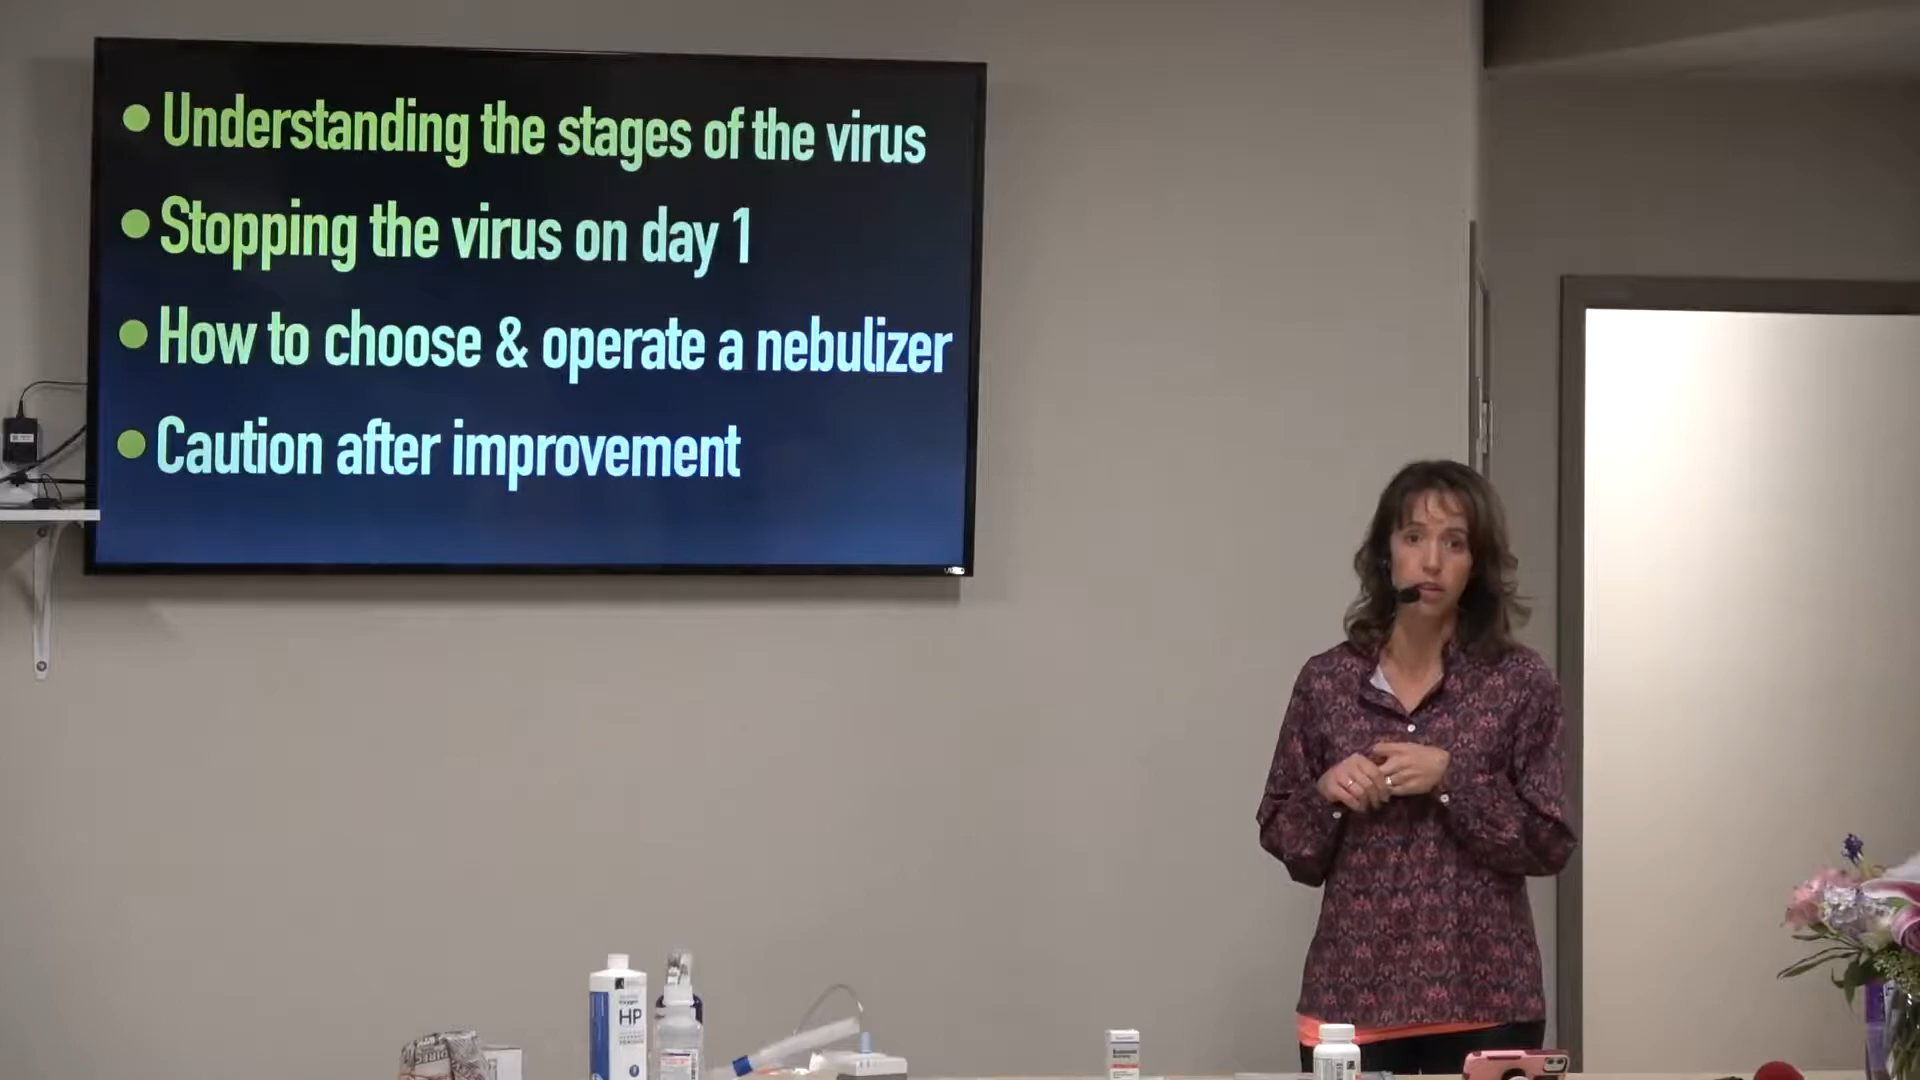 • Understanding the stages of the virus
• Stopping the virus on day 1
• How to choose & operate a nebulizer
• Caution after improvement
HP